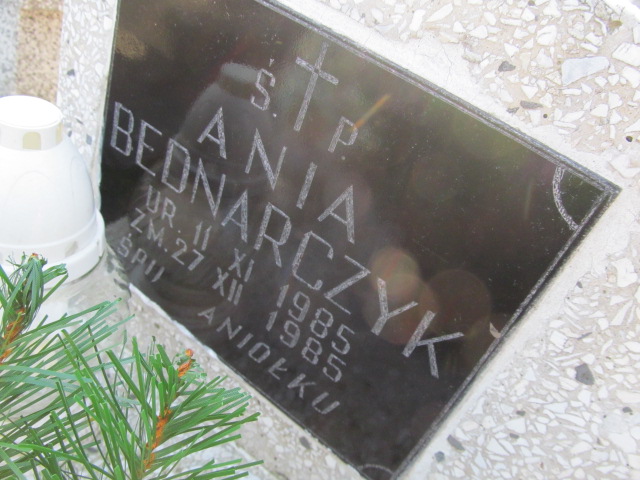 Ś. P.
ANIA
BEDNARCZYK
UR. 11 XI 1985
ZM. 27 XII 1985
ŚPIJ ANIOŁKU